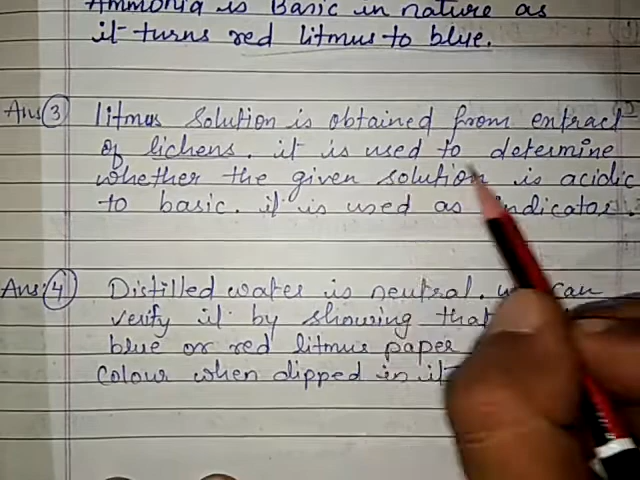 Ammonia is Basic in nature as
it turns red litmus to blue.
Ans 3 litmus Solution is obtained from extract
of lichens. it is used to determine
whether the given solution is acidic
to basic. it is used as indicator.
Ans: 4 Distilled water is neutral. can
verify it by showing that
blue or red litmus paper
Colour when dipped in it